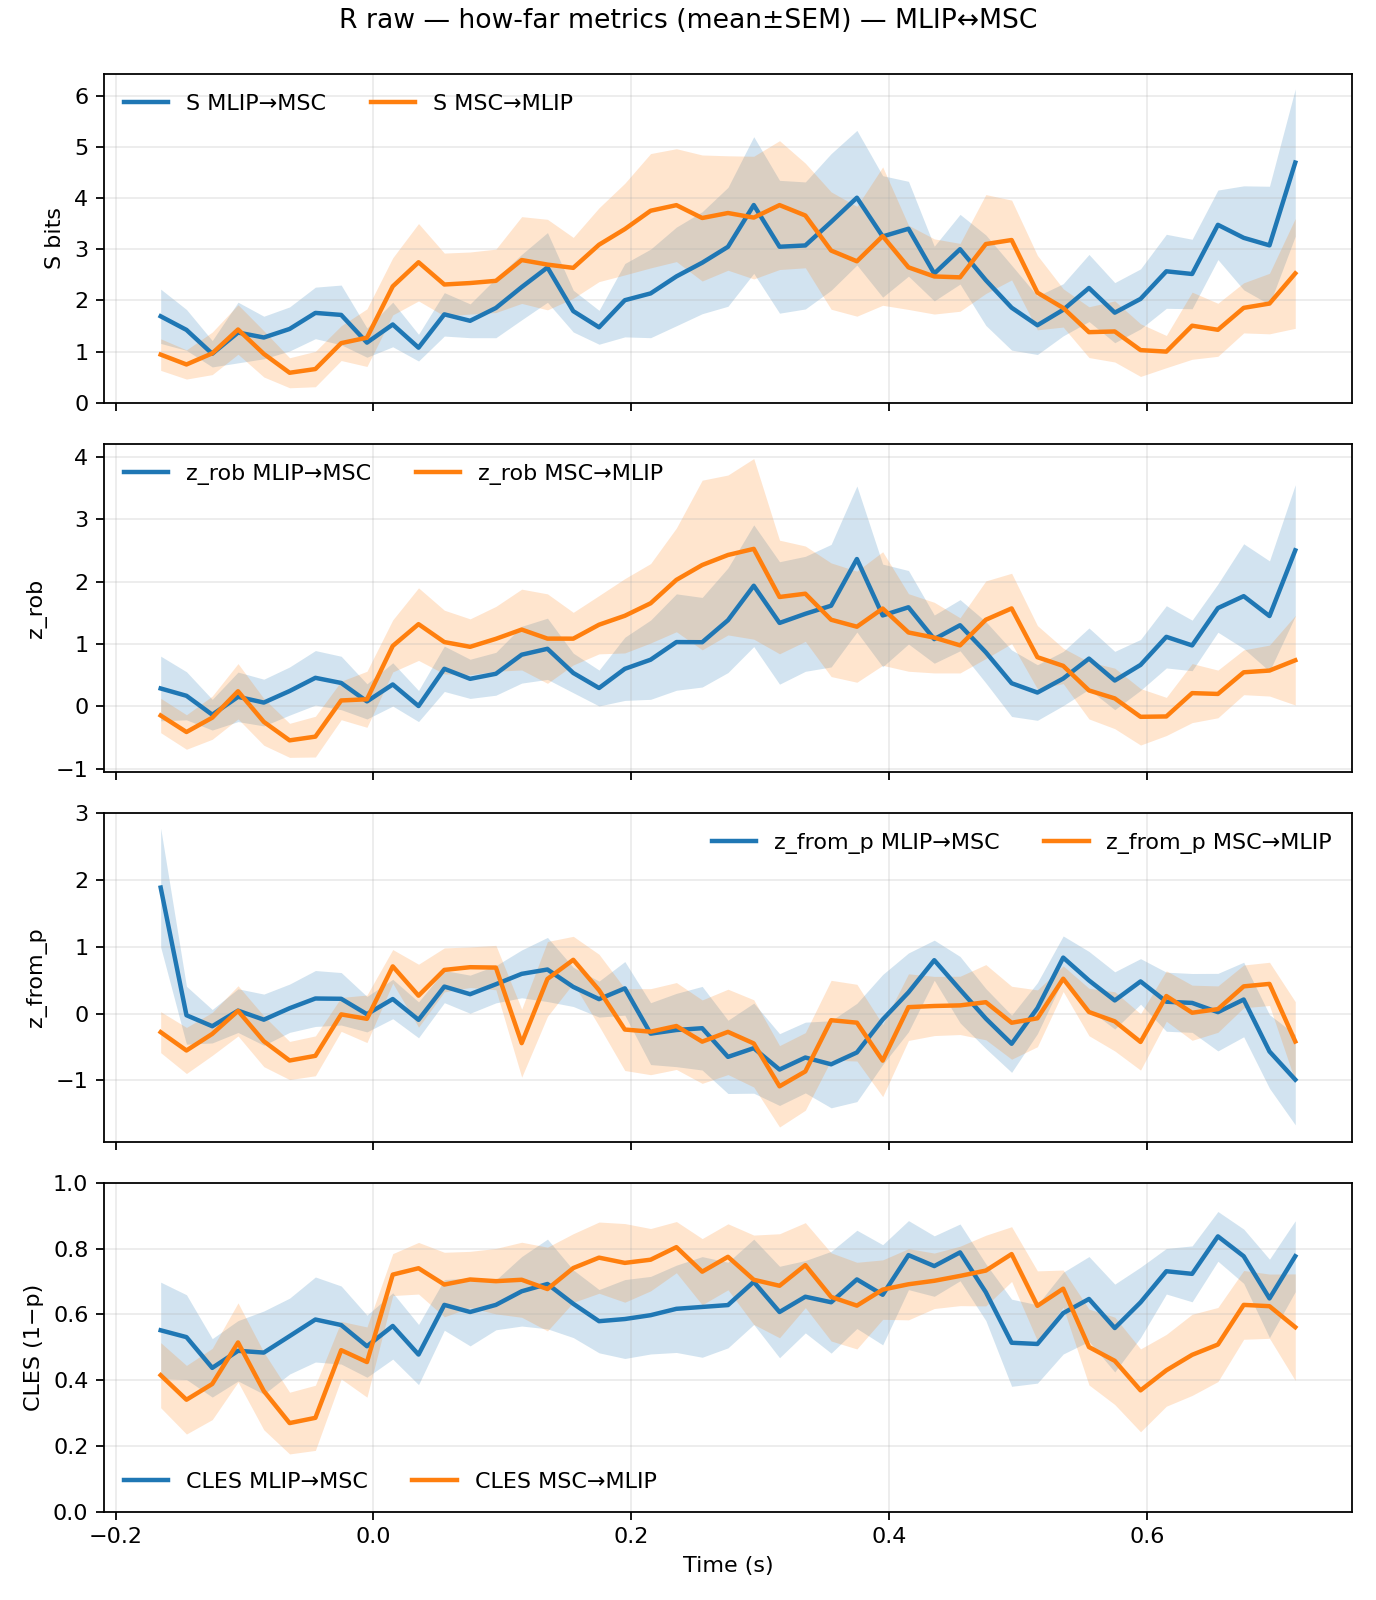 R raw — how-far metrics (mean±SEM) — MLIP↔MSC
S MLIP→MSC S MSC→MLIP
6
5
4
3
2
1
0
S bits
z_rob MLIP→MSC z_rob MSC→MLIP
4
3
2
1
0
−1
z_rob
z_from_p MLIP→MSC z_from_p MSC→MLIP
3
2
1
0
−1
z_from_p
1.0
0.8
0.6
0.4
0.2
0.0
CLES (1−p)
CLES MLIP→MSC CLES MSC→MLIP
−0.2 0.0 0.2 0.4 0.6
Time (s)